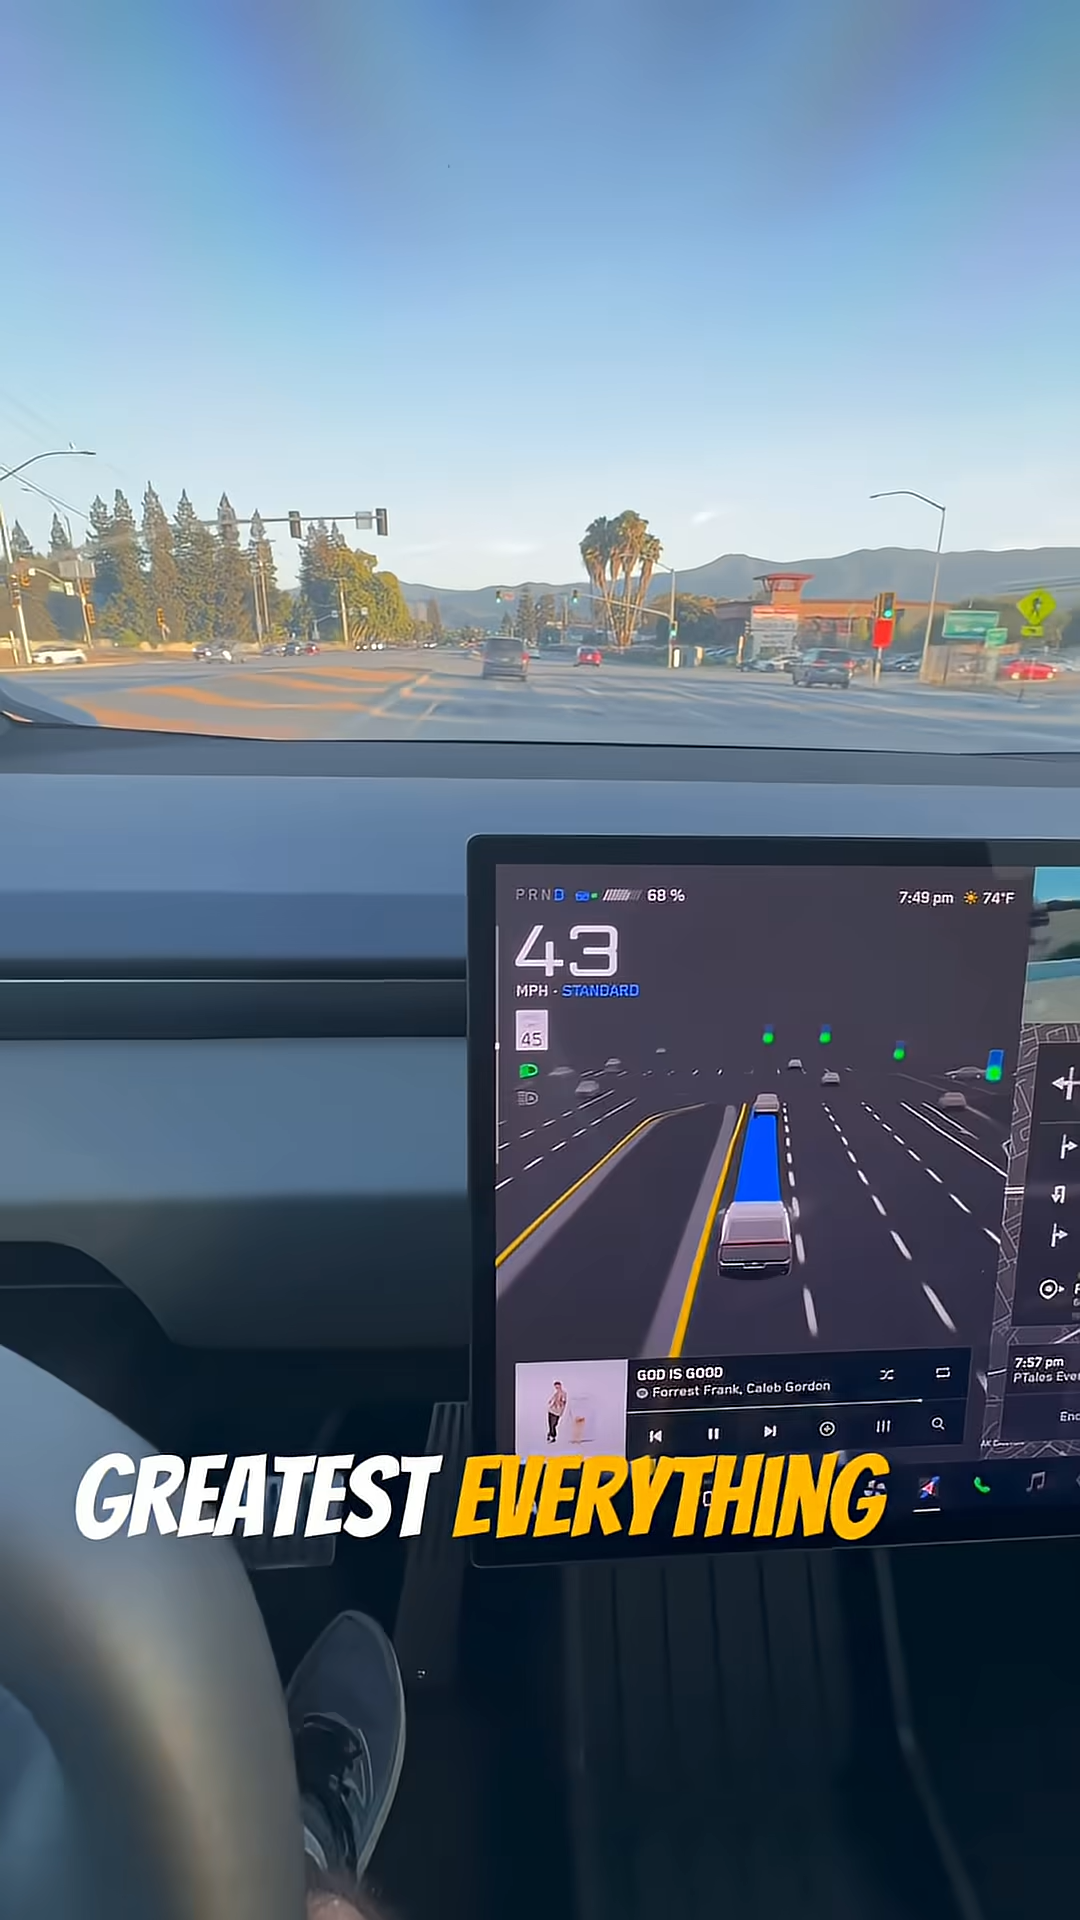 PRND 68 %
7:49 pm 74°F
43
MPH · STANDARD
45
GOD IS GOOD
Forrest Frank, Caleb Gordon
7:57 pm
GREATEST EVERYTHING